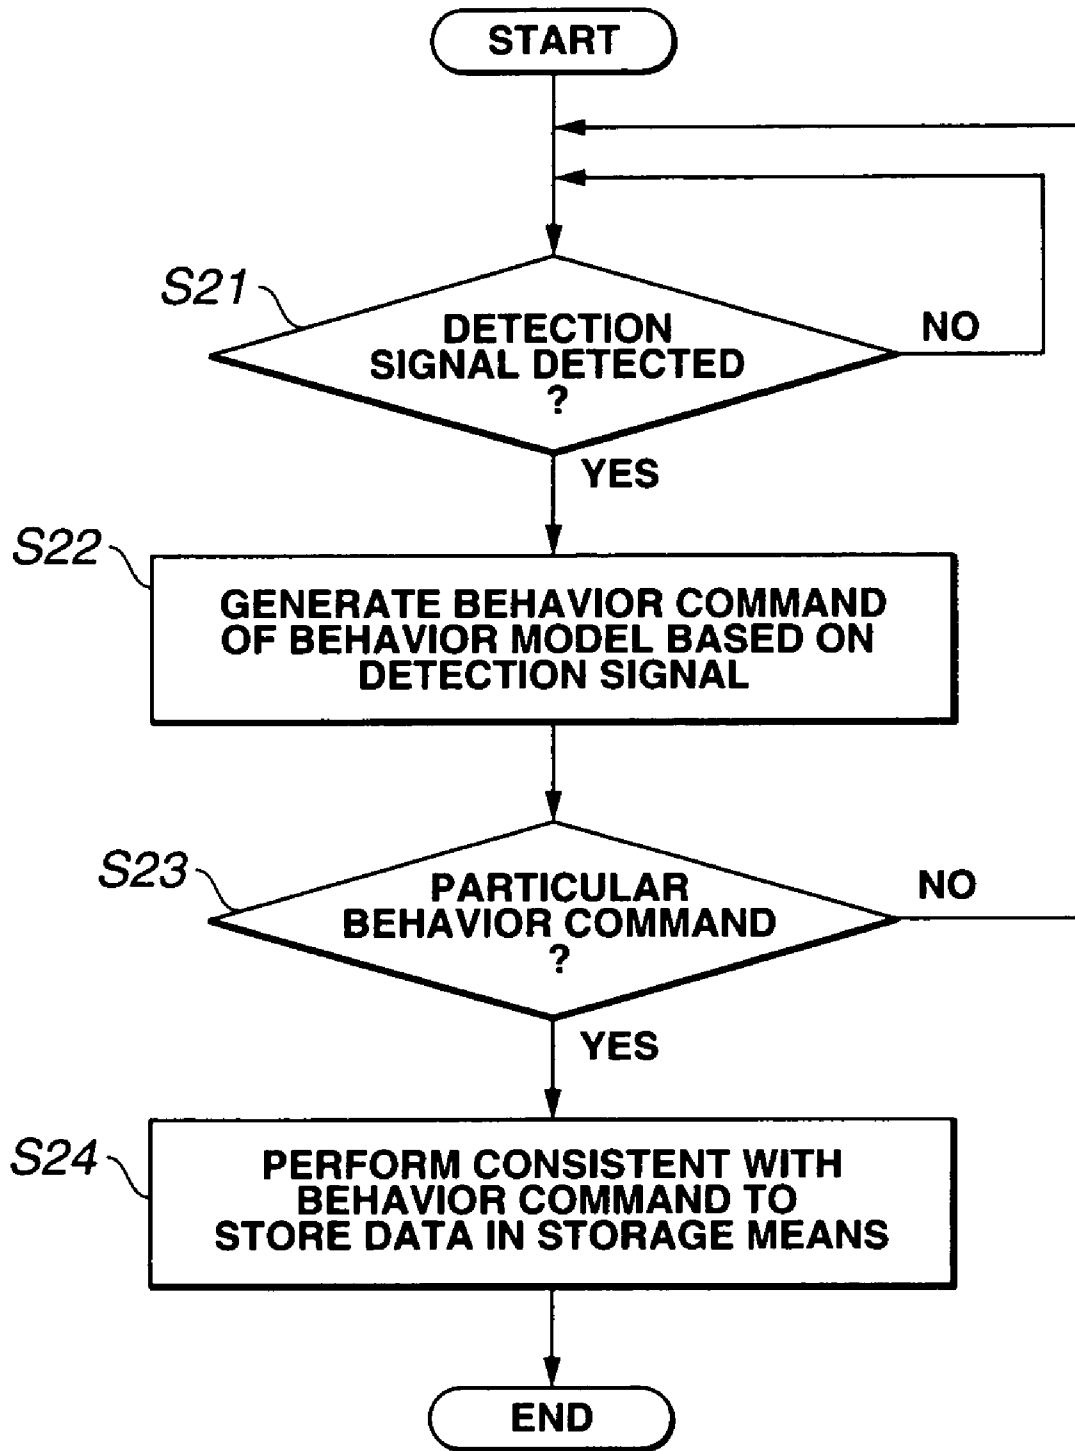 START
S21
DETECTION
SIGNAL DETECTED
?
NO
YES
S22
GENERATE BEHAVIOR COMMAND
OF BEHAVIOR MODEL BASED ON
DETECTION SIGNAL
S23
PARTICULAR
BEHAVIOR COMMAND
?
NO
YES
S24
PERFORM CONSISTENT WITH
BEHAVIOR COMMAND TO
STORE DATA IN STORAGE MEANS
END